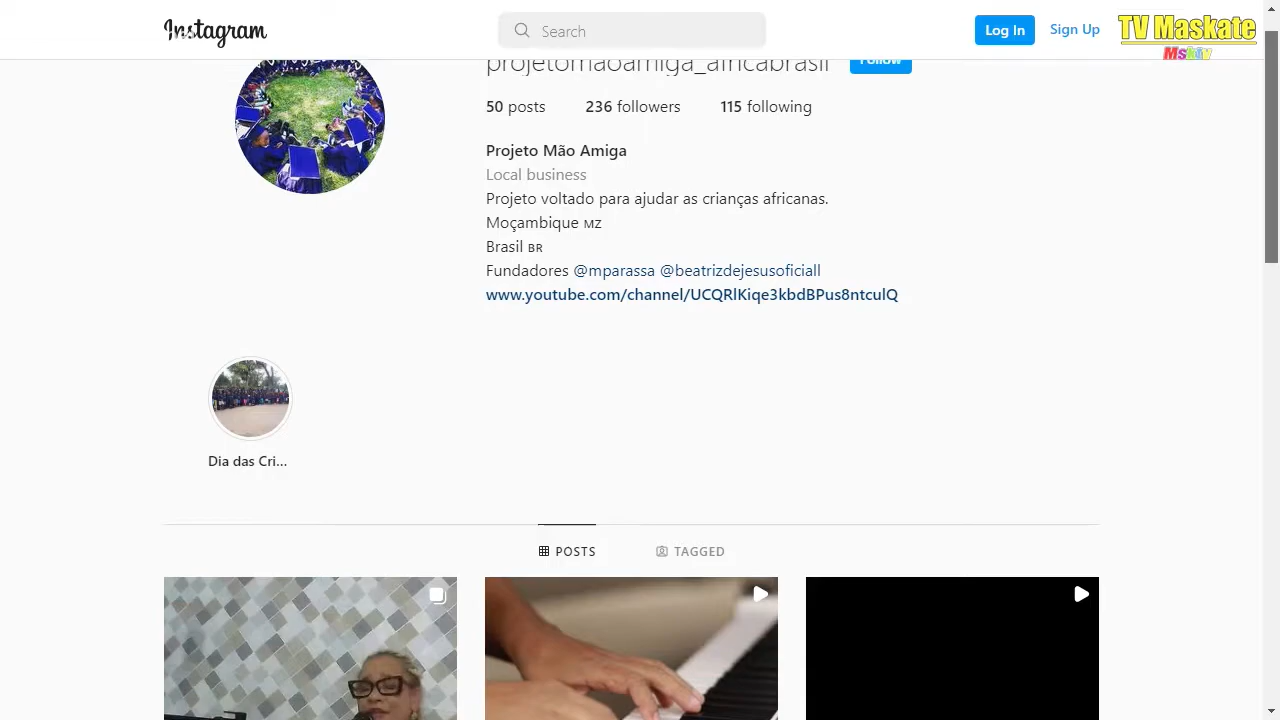 Instagram
Search
Log In
Sign Up
TV Maskate
Msktv
projetomaoamiga_africabrasil
Follow
50 posts
236 followers
115 following
Projeto Mão Amiga
Local business
Projeto voltado para ajudar as crianças africanas.
Moçambique MZ
Brasil BR
Fundadores @mparassa @beatrizdejesusoficiall
www.youtube.com/channel/UCQRlKiqe3kbdBPus8ntculQ
Dia das Cri...
POSTS
TAGGED